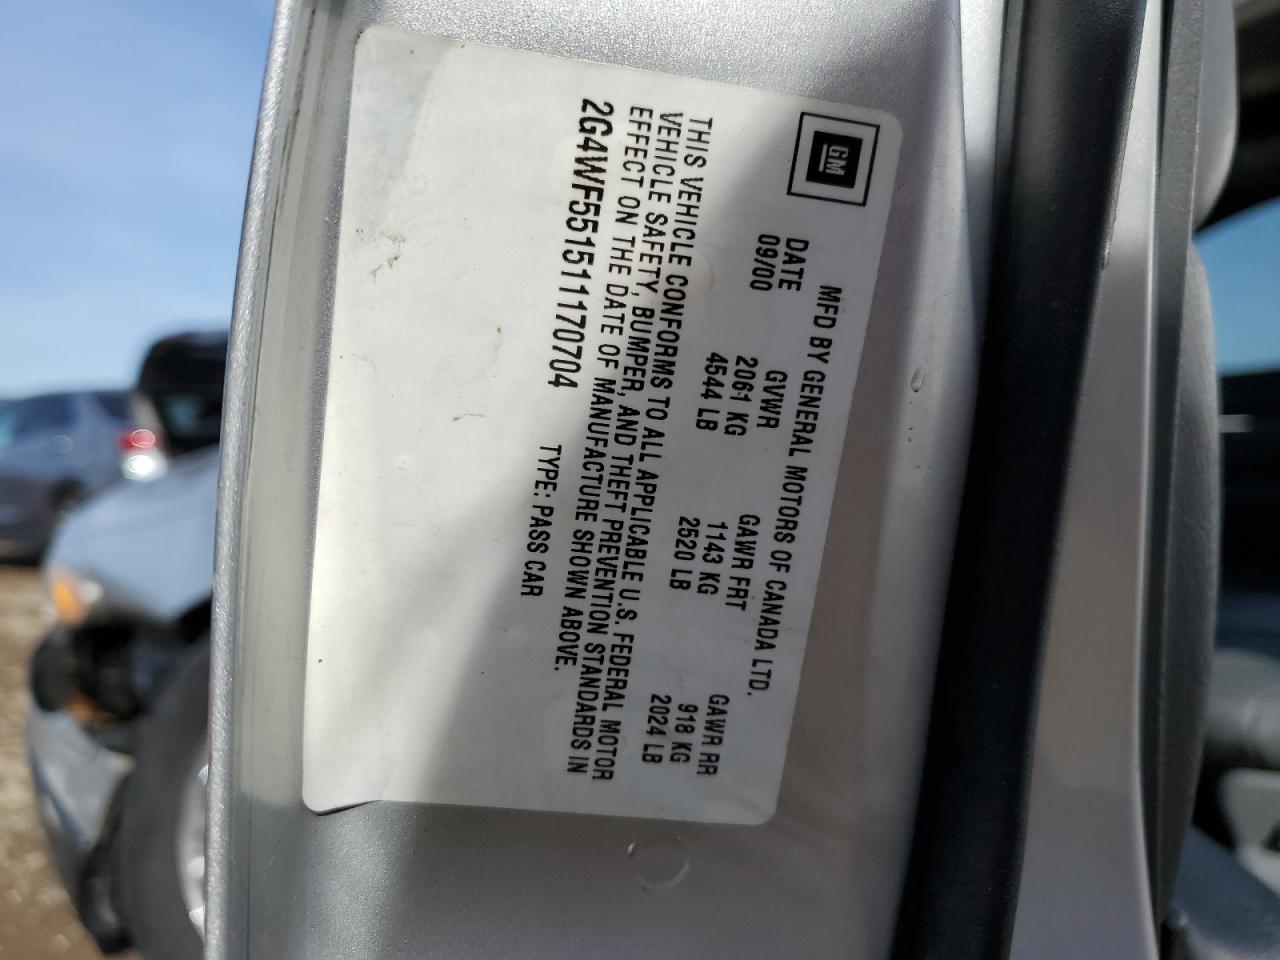 GM
MFD BY GENERAL MOTORS OF CANADA LTD.
DATE GVWR GAWR FRT GAWR RR
09/00 2061 KG 1143 KG 918 KG
4544 LB 2520 LB 2024 LB
THIS VEHICLE CONFORMS TO ALL APPLICABLE U.S. FEDERAL MOTOR
VEHICLE SAFETY, BUMPER, AND THEFT PREVENTION STANDARDS IN
EFFECT ON THE DATE OF MANUFACTURE SHOWN ABOVE.
2G4WF551511170704 TYPE: PASS CAR